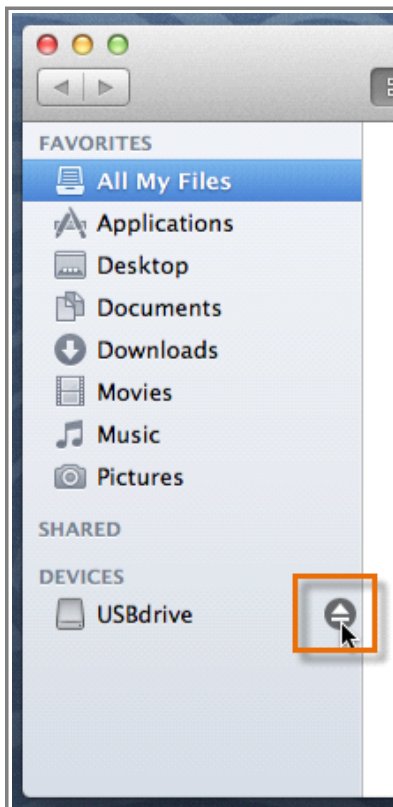 FAVORITES
All My Files
Applications
Desktop
Documents
Downloads
Movies
Music
Pictures
SHARED
DEVICES
USBdrive